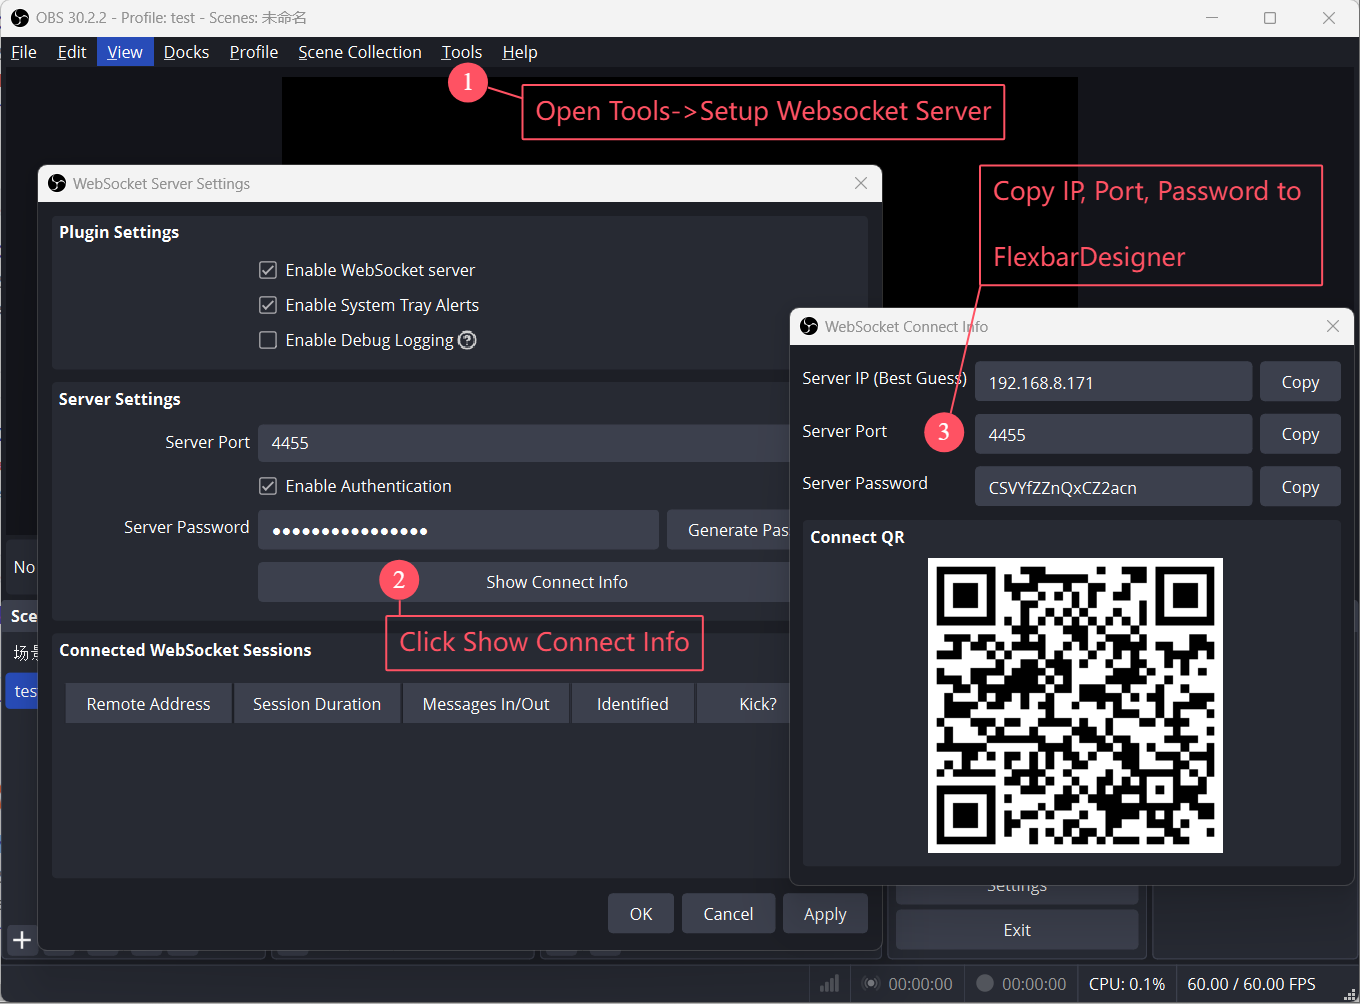 OBS 30.2.2 - Profile: test - Scenes: 未命名
File Edit View Docks Profile Scene Collection Tools Help
1
Open Tools->Setup Websocket Server
WebSocket Server Settings
Plugin Settings
Enable WebSocket server
Enable System Tray Alerts
Enable Debug Logging
Server Settings
Server Port 4455
Enable Authentication
Server Password ●●●●●●●●●●●●●●●●
Generate Pas
2
Show Connect Info
Click Show Connect Info
Connected WebSocket Sessions
Remote Address Session Duration Messages In/Out Identified Kick?
OK Cancel Apply
Copy IP, Port, Password to
FlexbarDesigner
WebSocket Connect Info
Server IP (Best Guess) 192.168.8.171 Copy
Server Port 3 4455 Copy
Server Password CSVYfZZnQxCZ2acn Copy
Connect QR
No
Sce
场景
tes
Settings
Exit
00:00:00 00:00:00 CPU: 0.1% 60.00 / 60.00 FPS